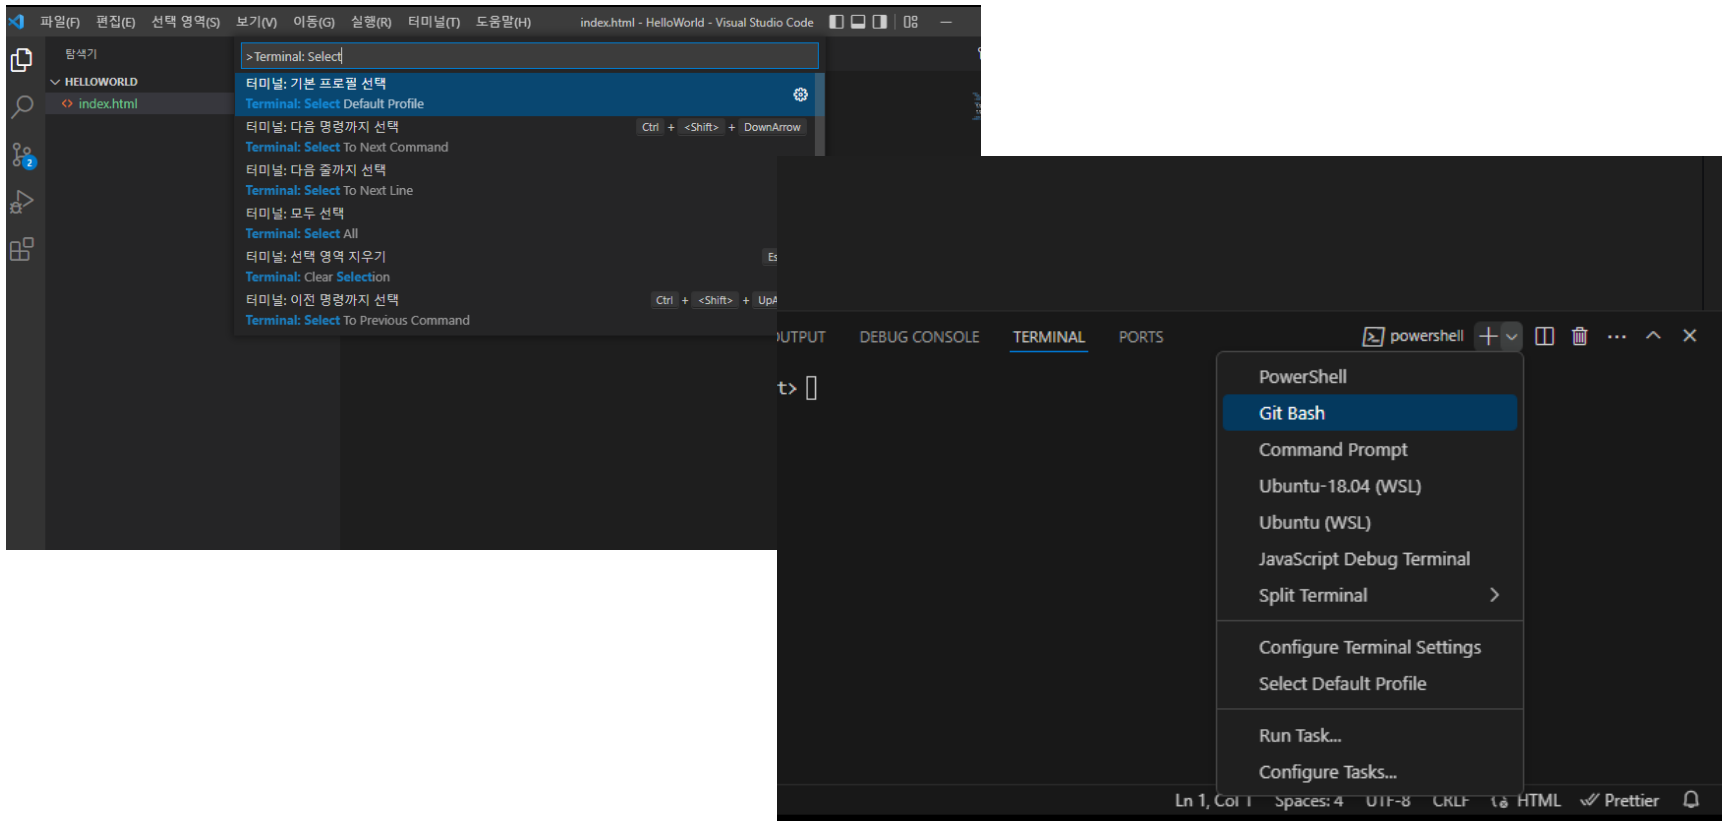 파일(F) 편집(E) 선택 영역(S) 보기(V) 이동(G) 실행(R) 터미널(T) 도움말(H) index.html - HelloWorld - Visual Studio Code
탐색기
HELLOWORLD
index.html
2
>Terminal: Select
터미널: 기본 프로필 선택
Terminal: Select Default Profile
터미널: 다음 명령까지 선택 Ctrl + <Shift> + DownArrow
Terminal: Select To Next Command
터미널: 다음 줄까지 선택
Terminal: Select To Next Line
터미널: 모두 선택
Terminal: Select All
터미널: 선택 영역 지우기 Es
Terminal: Clear Selection
터미널: 이전 명령까지 선택 Ctrl + <Shift> + UpA
Terminal: Select To Previous Command
OUTPUT DEBUG CONSOLE TERMINAL PORTS powershell
t>
PowerShell
Git Bash
Command Prompt
Ubuntu-18.04 (WSL)
Ubuntu (WSL)
JavaScript Debug Terminal
Split Terminal
Configure Terminal Settings
Select Default Profile
Run Task...
Configure Tasks...
Ln 1, Col 1 Spaces: 4 UTF-8 CRLF HTML Prettier